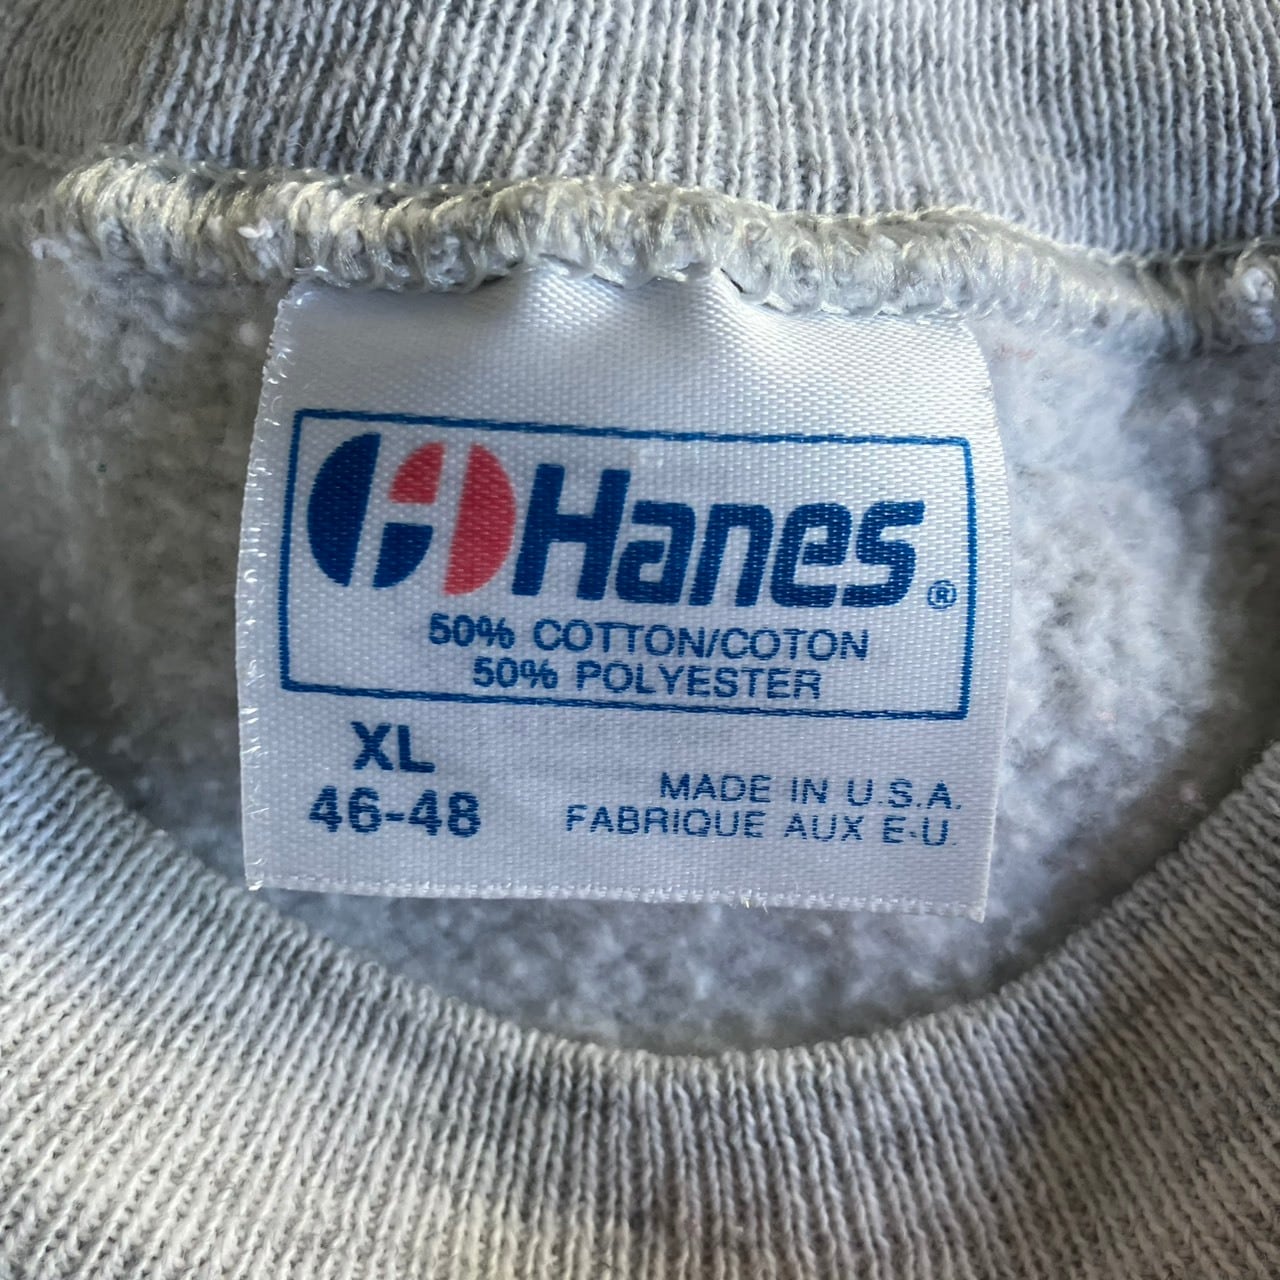 Hanes®
50% COTTON/COTON
50% POLYESTER
XL
46-48
MADE IN U.S.A.
FABRIQUE AUX E-U.